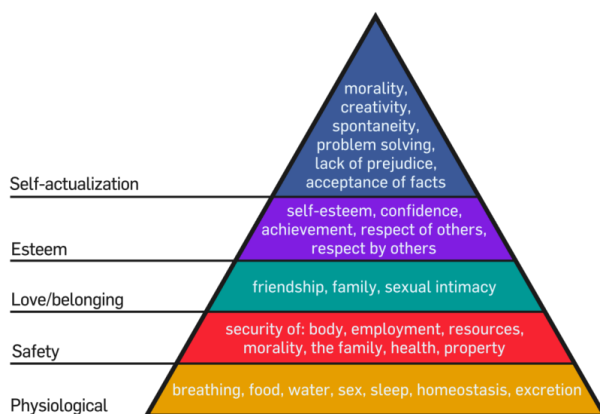 morality,
creativity,
spontaneity,
problem solving,
lack of prejudice,
acceptance of facts
Self-actualization
self-esteem, confidence,
achievement, respect of others,
respect by others
Esteem
friendship, family, sexual intimacy
Love/belonging
security of: body, employment, resources,
morality, the family, health, property
Safety
breathing, food, water, sex, sleep, homeostasis, excretion
Physiological